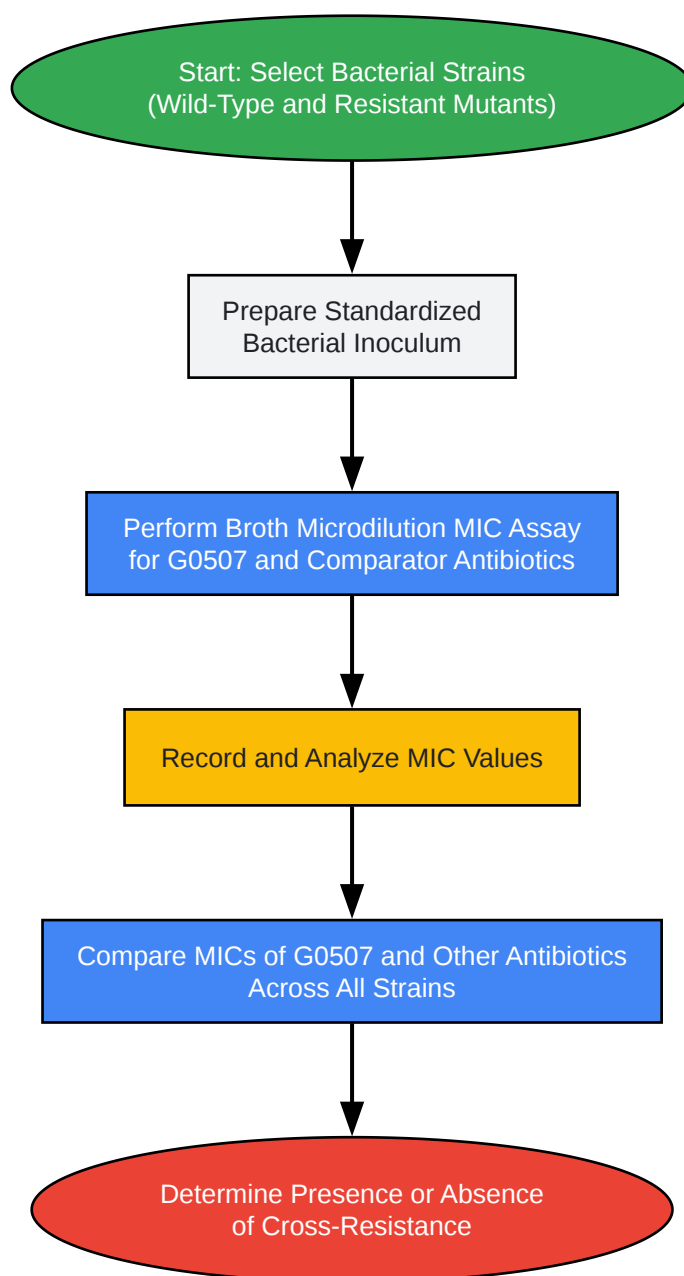 Start: Select Bacterial Strains
(Wild-Type and Resistant Mutants)
Prepare Standardized
Bacterial Inoculum
Perform Broth Microdilution MIC Assay
for G0507 and Comparator Antibiotics
Record and Analyze MIC Values
Compare MICs of G0507 and Other Antibiotics
Across All Strains
Determine Presence or Absence
of Cross-Resistance